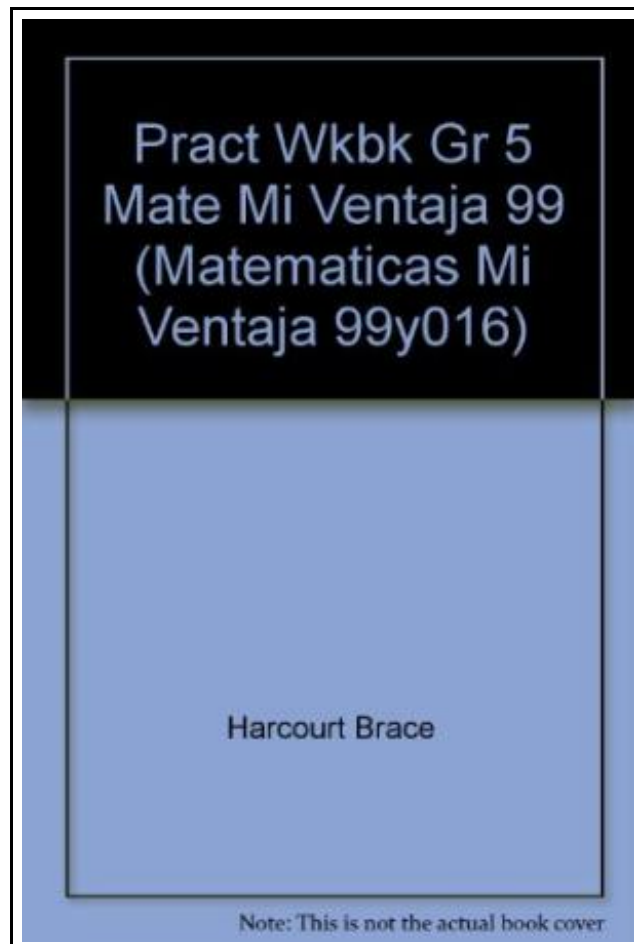 Pract Wkbk Gr 5
Mate Mi Ventaja 99
(Matematicas Mi
Ventaja 99y016)
Harcourt Brace
Note: This is not the actual book cover